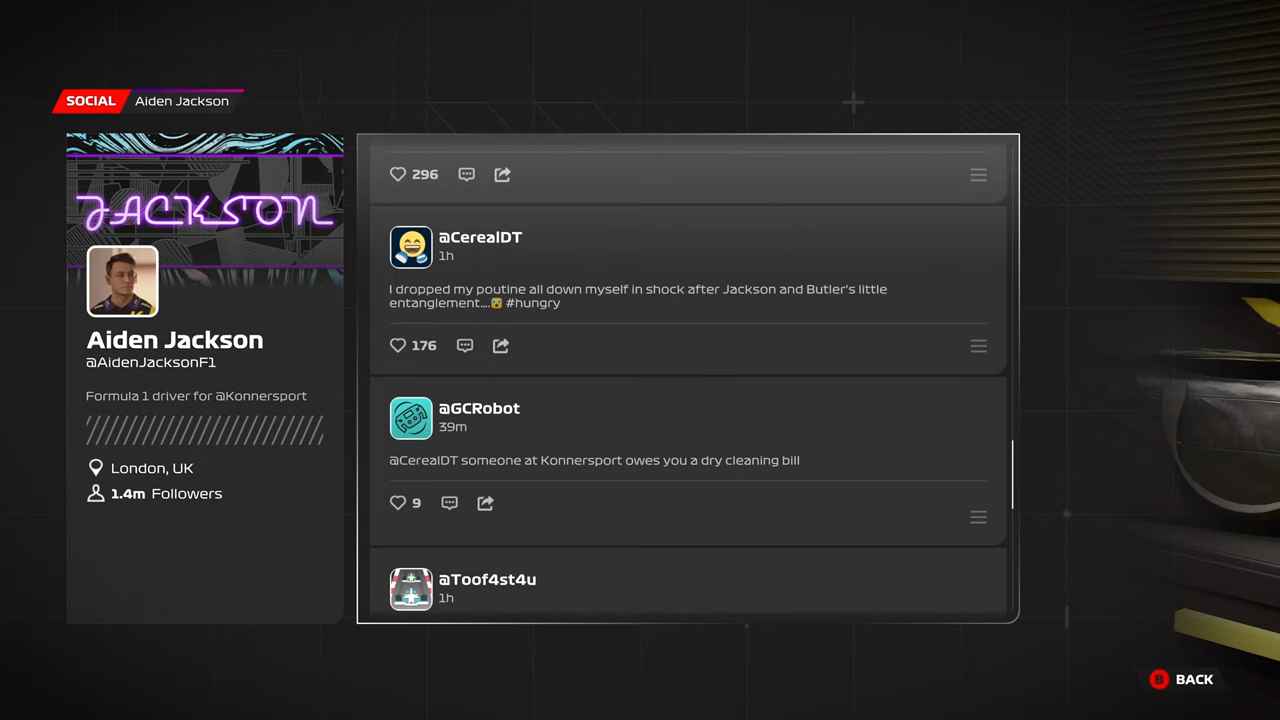 SOCIAL Aiden Jackson
JACKSON
Aiden Jackson
@AidenJacksonF1
Formula 1 driver for @Konnersport
London, UK
1.4m Followers
296
@CerealDT
1h
I dropped my poutine all down myself in shock after Jackson and Butler's little
entanglement....😮 #hungry
176
@GCRobot
39m
@CerealDT someone at Konnersport owes you a dry cleaning bill
9
@Toof4st4u
1h
B BACK